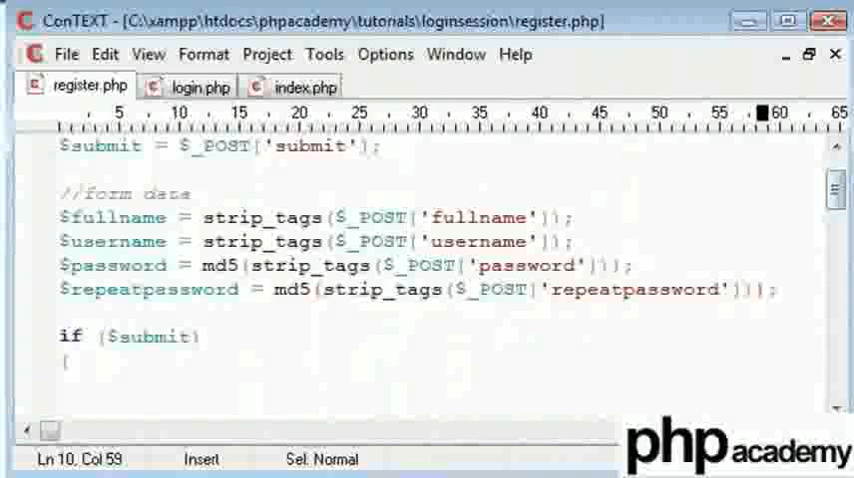 ConTEXT - [C:\xampp\htdocs\phpacademy\tutorials\loginsession\register.php]
File Edit View Format Project Tools Options Window Help
register.php login.php index.php
5 10 15 20 25 30 35 40 45 50 55 60 65
$submit = $_POST['submit'];
//form data
$fullname = strip_tags($_POST['fullname']);
$username = strip_tags($_POST['username']);
$password = md5(strip_tags($_POST['password']));
$repeatpassword = md5(strip_tags($_POST['repeatpassword']));
if ($submit)
{
Ln 10, Col 59 Insert Sel: Normal
php academy